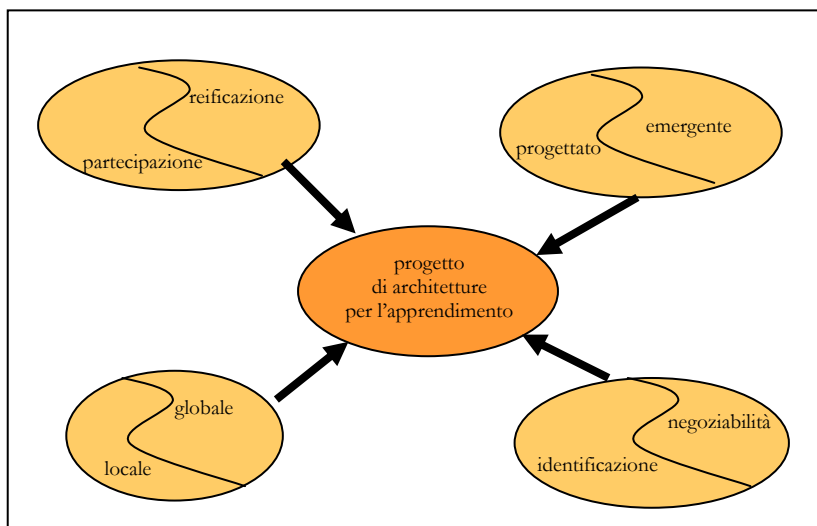 reificazione
partecipazione
emergente
progettato
progetto
di architetture
per l'apprendimento
globale
locale
negoziabilità
identificazione